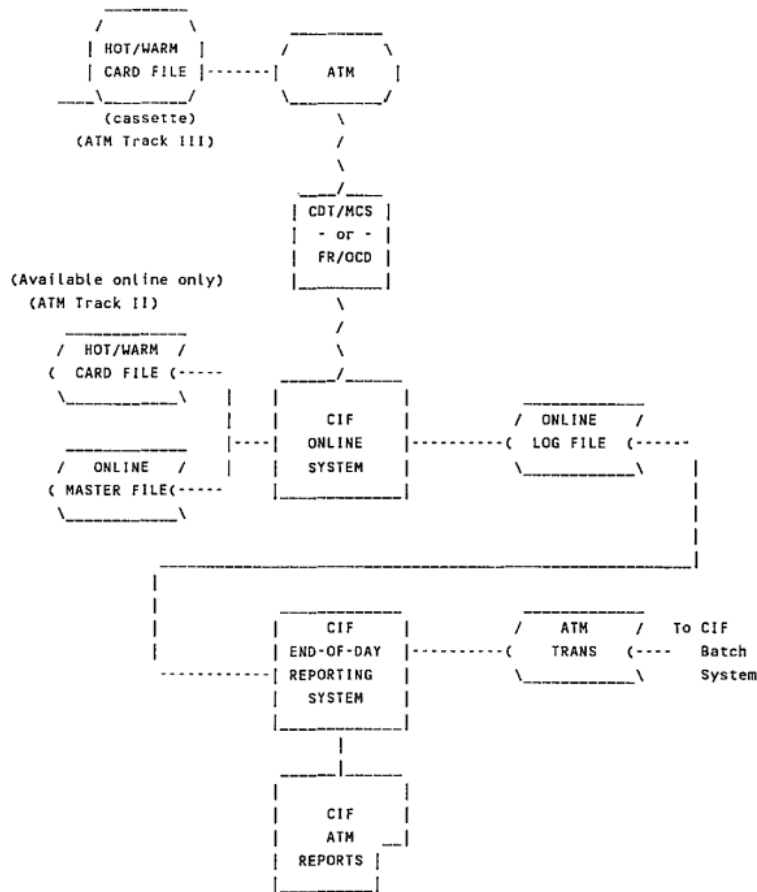 HOT/WARM
CARD FILE
ATM
(cassette)
(ATM Track III)
CDT/MCS
- or -
FR/OCD
(Available online only)
(ATM Track II)
HOT/WARM
CARD FILE
CIF
ONLINE
SYSTEM
ONLINE
LOG FILE
ONLINE
MASTER FILE
CIF
END-OF-DAY
REPORTING
SYSTEM
ATM
TRANS
To CIF
Batch
System
CIF
ATM
REPORTS